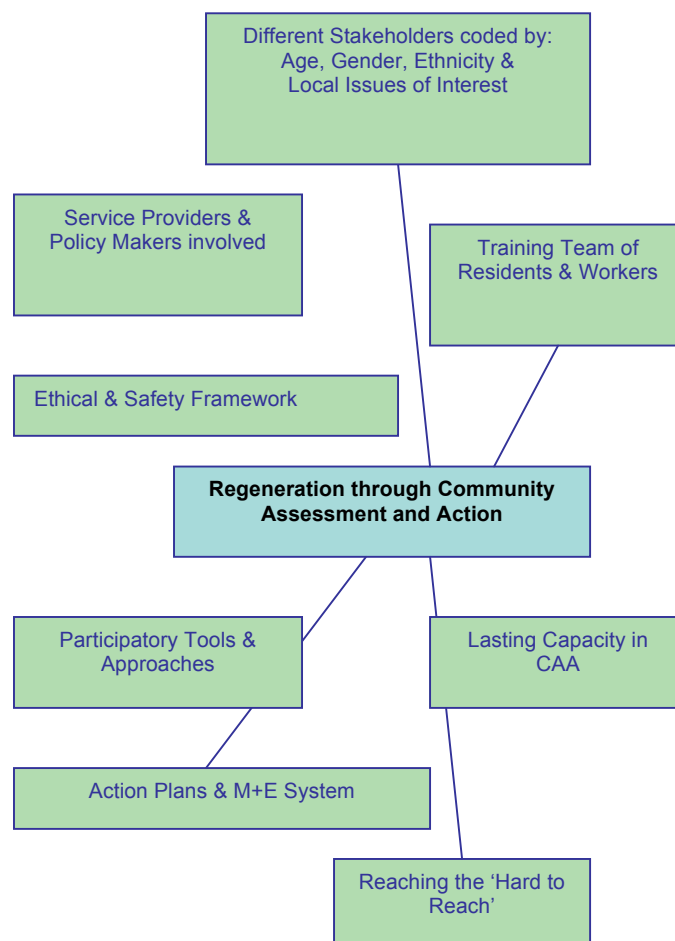 Different Stakeholders coded by:
Age, Gender, Ethnicity &
Local Issues of Interest
Service Providers &
Policy Makers involved
Training Team of
Residents & Workers
Ethical & Safety Framework
Regeneration through Community
Assessment and Action
Participatory Tools &
Approaches
Lasting Capacity in
CAA
Action Plans & M+E System
Reaching the ‘Hard to
Reach’